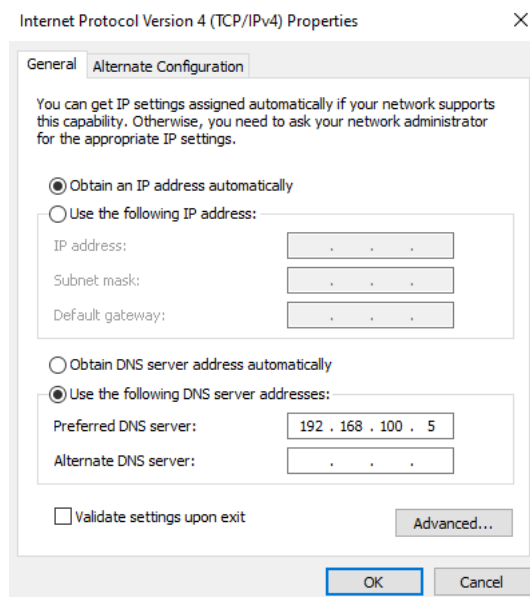 Internet Protocol Version 4 (TCP/IPv4) Properties
General
Alternate Configuration
You can get IP settings assigned automatically if your network supports
this capability. Otherwise, you need to ask your network administrator
for the appropriate IP settings.
Obtain an IP address automatically
Use the following IP address:
IP address:
. . .
Subnet mask:
. . .
Default gateway:
. . .
Obtain DNS server address automatically
Use the following DNS server addresses:
Preferred DNS server:
192 . 168 . 100 . 5
Alternate DNS server:
. . .
Validate settings upon exit
Advanced...
OK
Cancel